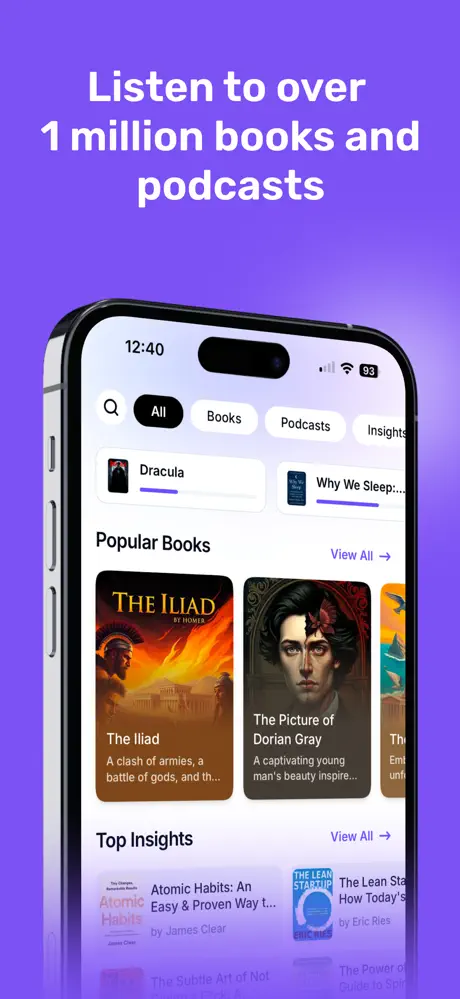 Listen to over
1 million books and
podcasts
12:40
93
All
Books
Podcasts
Insights
Dracula
Why We Sleep:...
Popular Books
View All →
THE ILIAD
BY HOMER
The Iliad
A clash of armies, a
battle of gods, and th...
The Picture of
Dorian Gray
A captivating young
man's beauty inspire...
Top Insights
View All →
Tiny Changes,
Remarkable Results
Atomic
Habits
James Clear
Atomic Habits: An
Easy & Proven Way t...
by James Clear
THE LEAN
STARTUP
ERIC RIES
The Lean Sta
How Today's
by Eric Ries
The Subtle Art of Not
The Power of
Guide to Spi